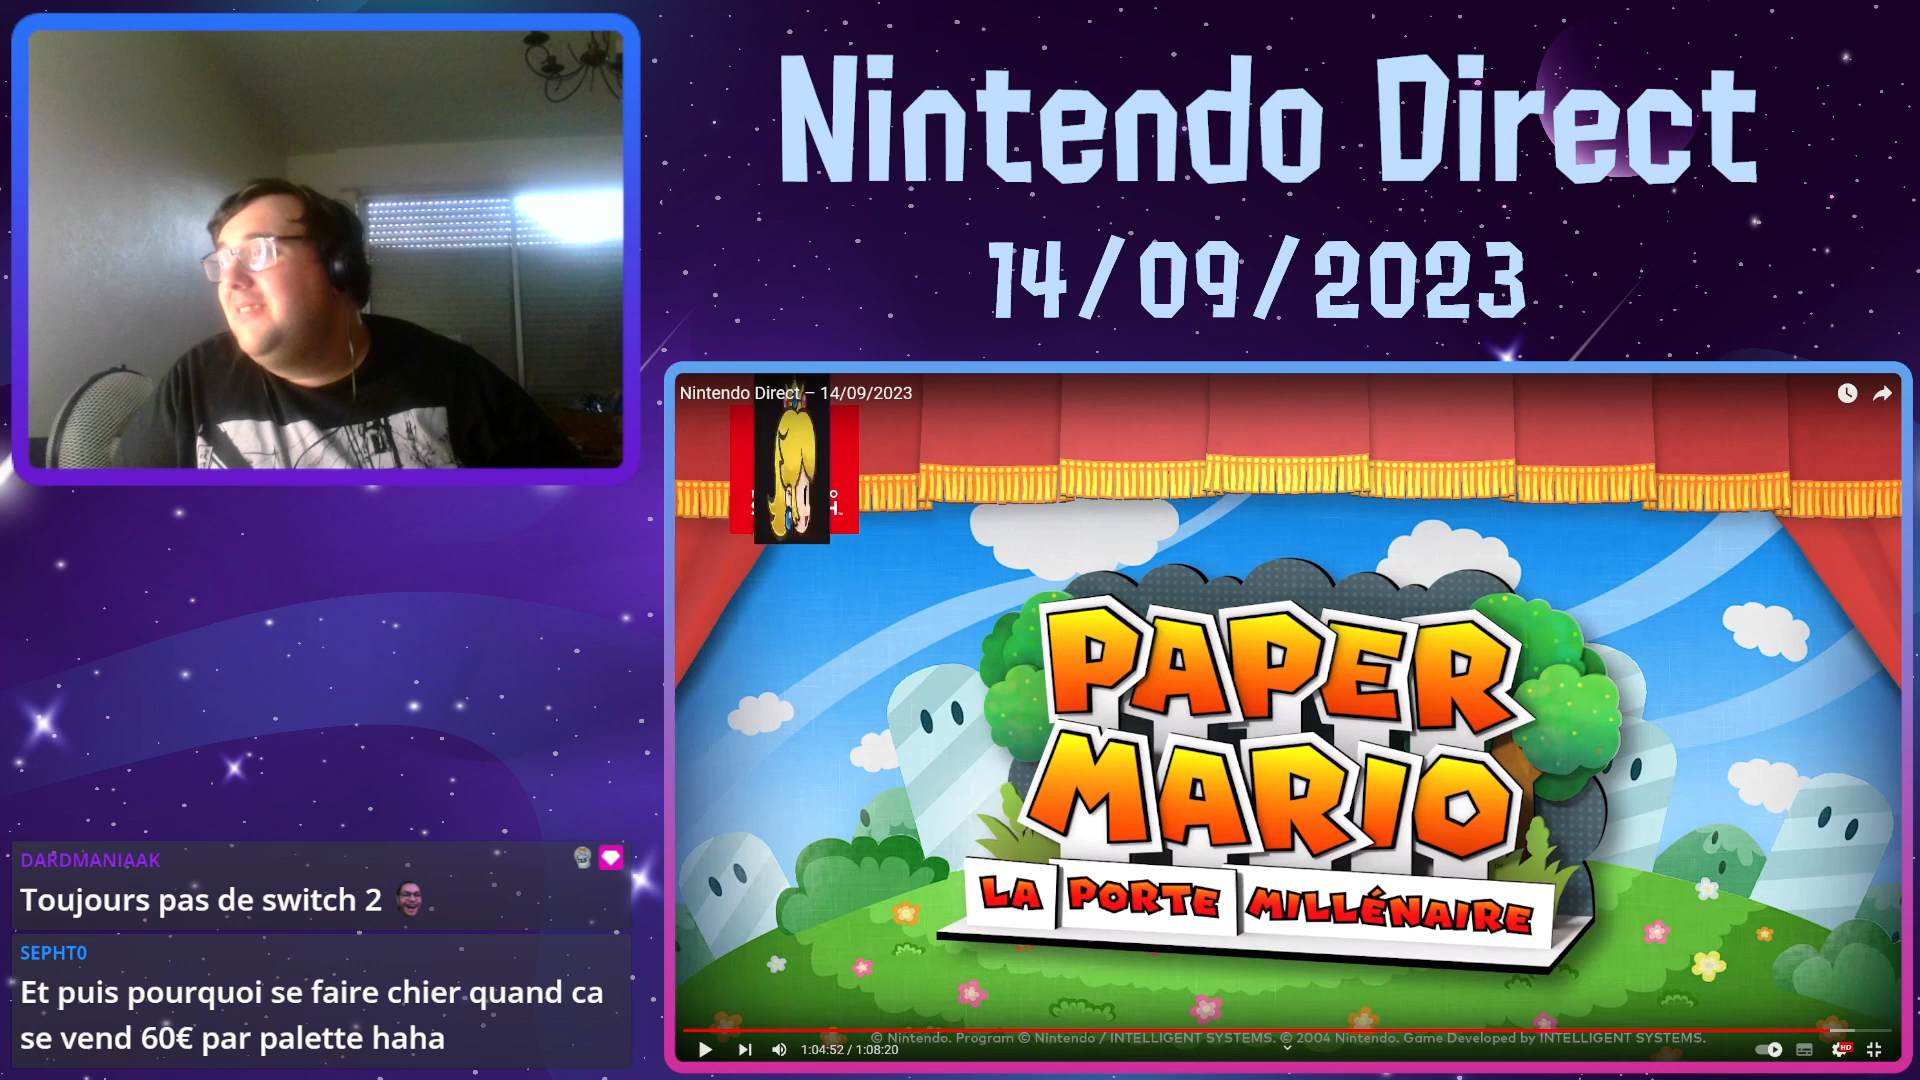 Nintendo Direct
14/09/2023
Nintendo Direct – 14/09/2023
PAPER
MARIO
LA PORTE MILLÉNAIRE
DARDMANIAAK
Toujours pas de switch 2
SEPHT0
Et puis pourquoi se faire chier quand ca
se vend 60€ par palette haha
© Nintendo. Program © Nintendo / INTELLIGENT SYSTEMS. © 2004 Nintendo. Game Developed by INTELLIGENT SYSTEMS.
1:04:52 / 1:08:20
HD